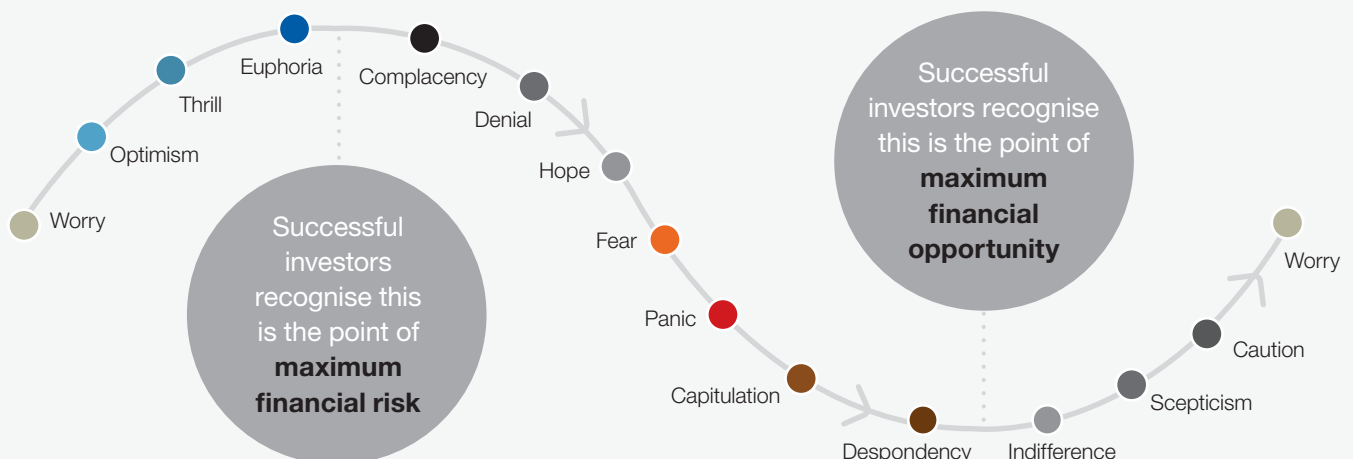 Worry
Optimism
Thrill
Euphoria
Complacency
Denial
Hope
Fear
Panic
Capitulation
Despondency
Indifference
Scepticism
Caution
Worry
Successful
investors
recognise this
is the point of
maximum
financial risk
Successful
investors recognise
this is the point of
maximum
financial
opportunity